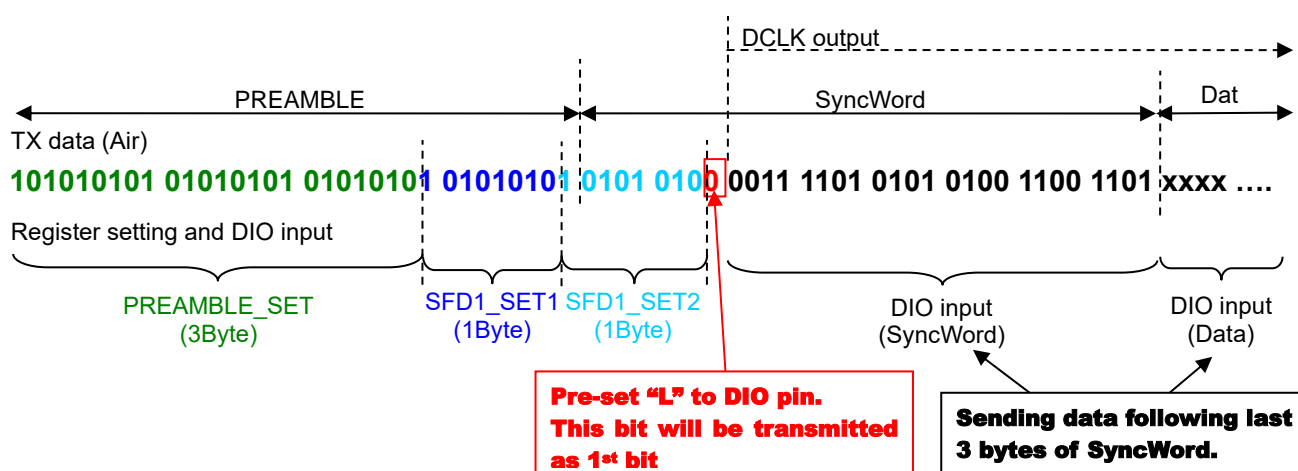 DCLK output
PREAMBLE SyncWord Dat
TX data (Air)
101010101 01010101 01010101 01010101 0101 0100 0011 1101 0101 0100 1100 1101 xxxx ....
Register setting and DIO input
PREAMBLE_SET SFD1_SET1 SFD1_SET2 DIO input DIO input
(3Byte) (1Byte) (1Byte) (SyncWord) (Data)
Pre-set “L” to DIO pin.
This bit will be transmitted
as 1st bit
Sending data following last
3 bytes of SyncWord.